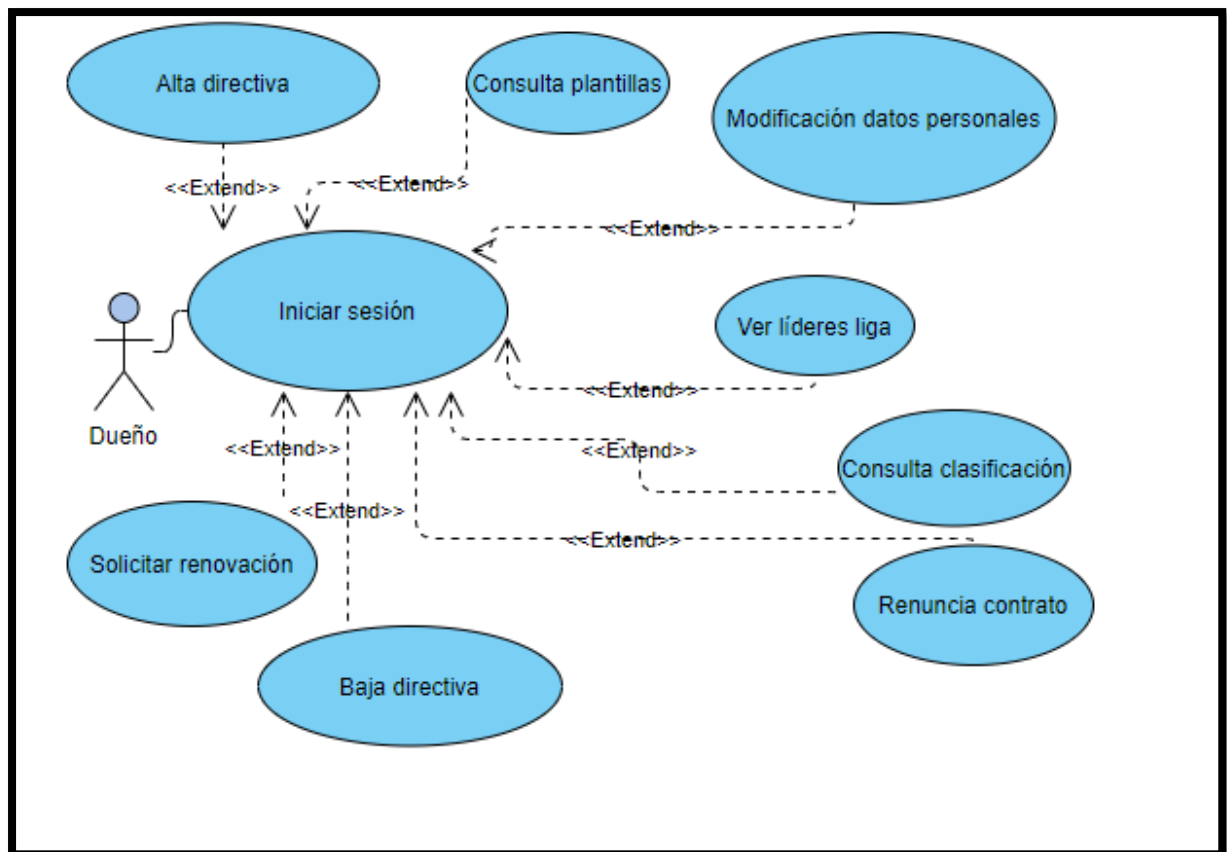 Alta directiva
Consulta plantillas
Modificación datos personales
<<Extend>>
<<Extend>>
<<Extend>>
Iniciar sesión
Ver líderes liga
<<Extend>>
Dueño
<<Extend>>
<<Extend>>
Consulta clasificación
<<Extend>>
<<Extend>>
Solicitar renovación
Renuncia contrato
Baja directiva